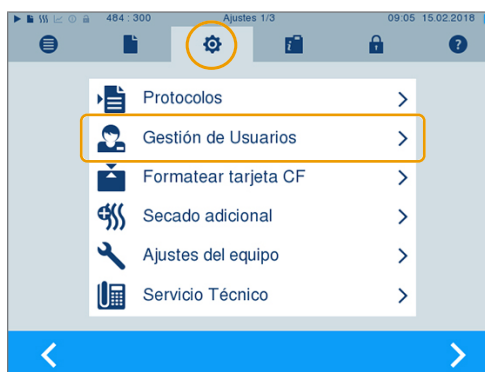 484 : 300 Ajustes 1/3 09:05 15.02.2018
Protocolos
Gestión de Usuarios
Formatear tarjeta CF
Secado adicional
Ajustes del equipo
Servicio Técnico